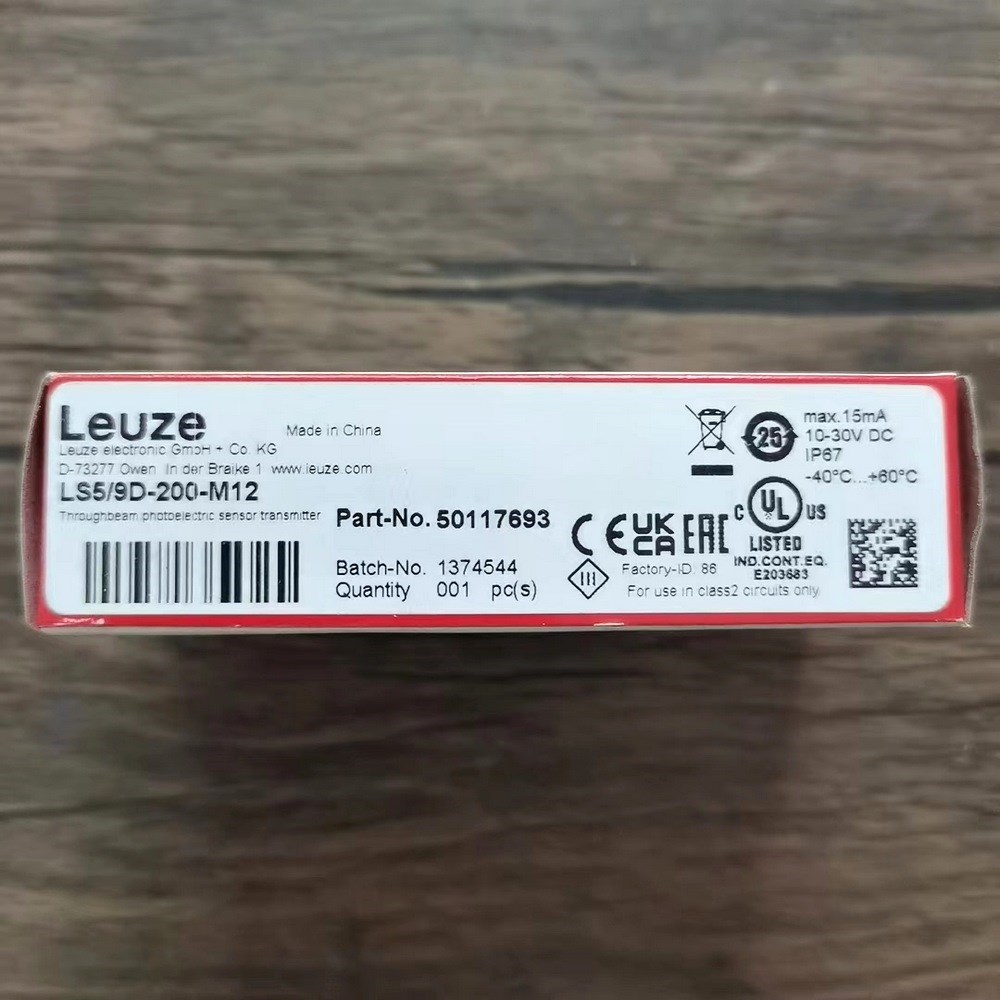 Leuze
Made in China
Leuze electronic GmbH + Co. KG
D-73277 Owen In der Braike 1 www.leuze.com
LS5/9D-200-M12
Throughbeam photoelectric sensor transmitter
Part-No. 50117693
Batch-No. 1374544
Quantity 001 pc(s)
25
max. 15mA
10-30V DC
IP67
-40°C...+60°C
CE UKCA EAC
III
Factory-ID: 86
C UL US
LISTED
IND.CONT.EQ.
E203683
For use in class2 circuits only